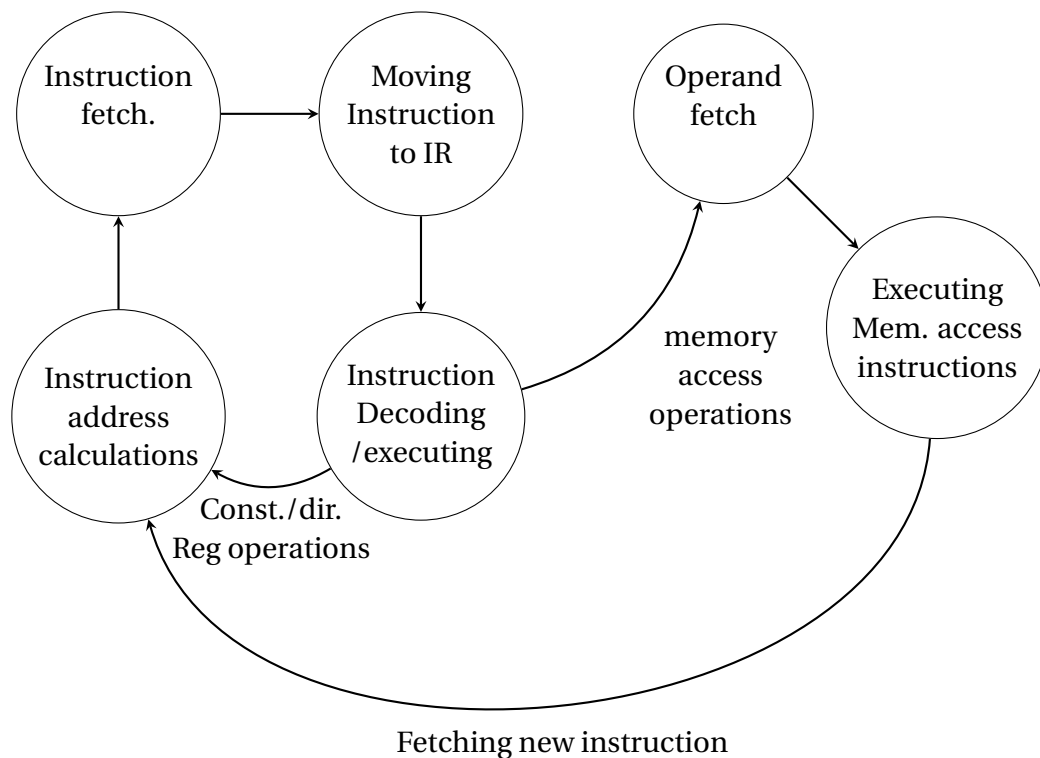 Instruction
fetch.
Moving
Instruction
to IR
Operand
fetch
Executing
Mem. access
instructions
memory
access
operations
Instruction
address
calculations
Instruction
Decoding
/executing
Const./dir.
Reg operations
Fetching new instruction